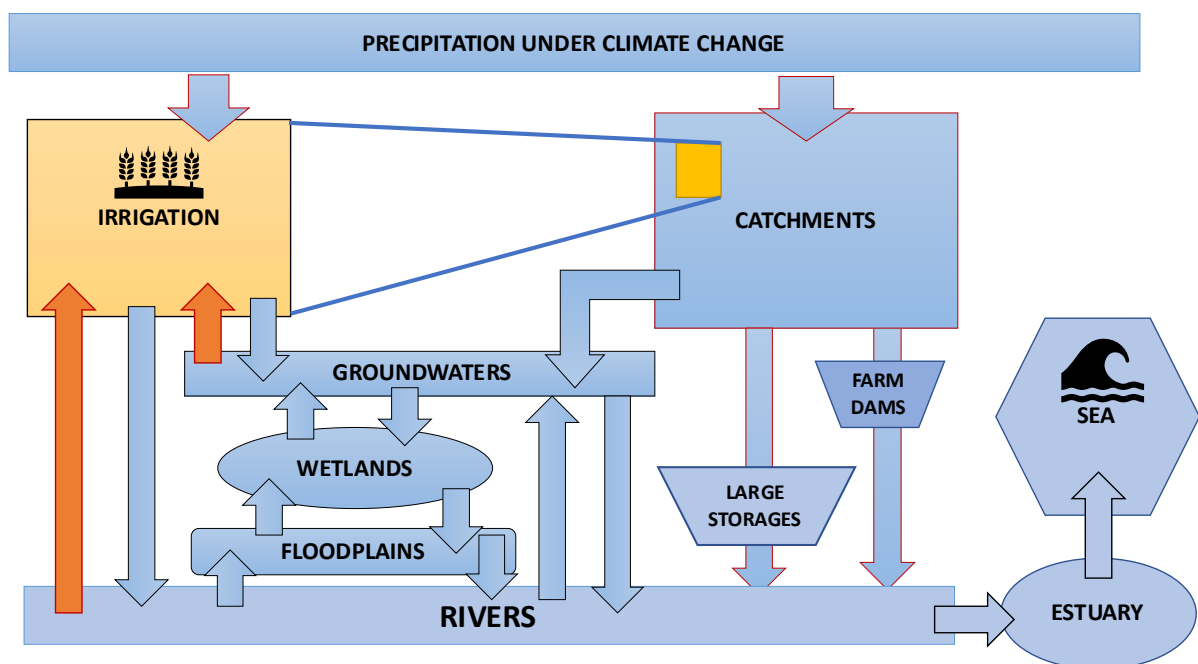 PRECIPITATION UNDER CLIMATE CHANGE
IRRIGATION
CATCHMENTS
GROUNDWATERS
FARM
DAMS
SEA
WETLANDS
LARGE
STORAGES
FLOODPLAINS
RIVERS
ESTUARY